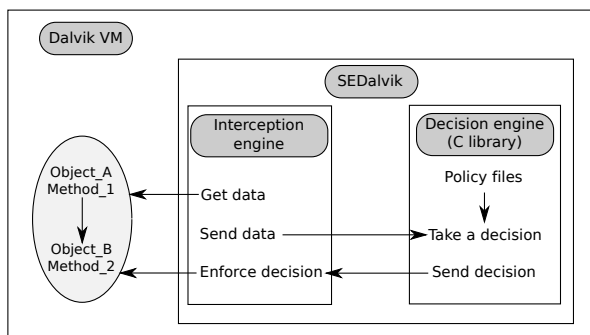 Dalvik VM
SEDalvik
Interception
engine
Decision engine
(C library)
Object_A
Method_1
Object_B
Method_2
Get data
Send data
Enforce decision
Policy files
Take a decision
Send decision